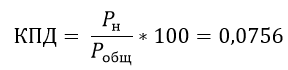 КПД = Pн / Pобщ * 100 = 0,0756